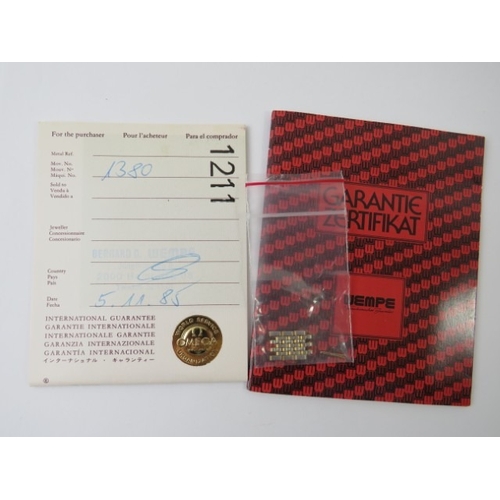 For the purchaser Pour l'acheteur Para el comprador
Metal Ref.
Mov. No.
Mouv. Nº
Máqu. No.
1380
1211
Sold to
Vendu à
Vendido a
Jeweller
Concessionnaire
Concesionario
Country
Pays
País
Date
Fecha
5.11.85
INTERNATIONAL GUARANTEE
GARANTIE INTERNATIONALE
INTERNATIONALE GARANTIE
GARANZIA INTERNAZIONALE
GARANTÍA INTERNACIONAL
インターナショナル・ギャランティー
WORLD SERVICE
OMEGA
GARANTIE
ZERTIFIKAT
WEMPE